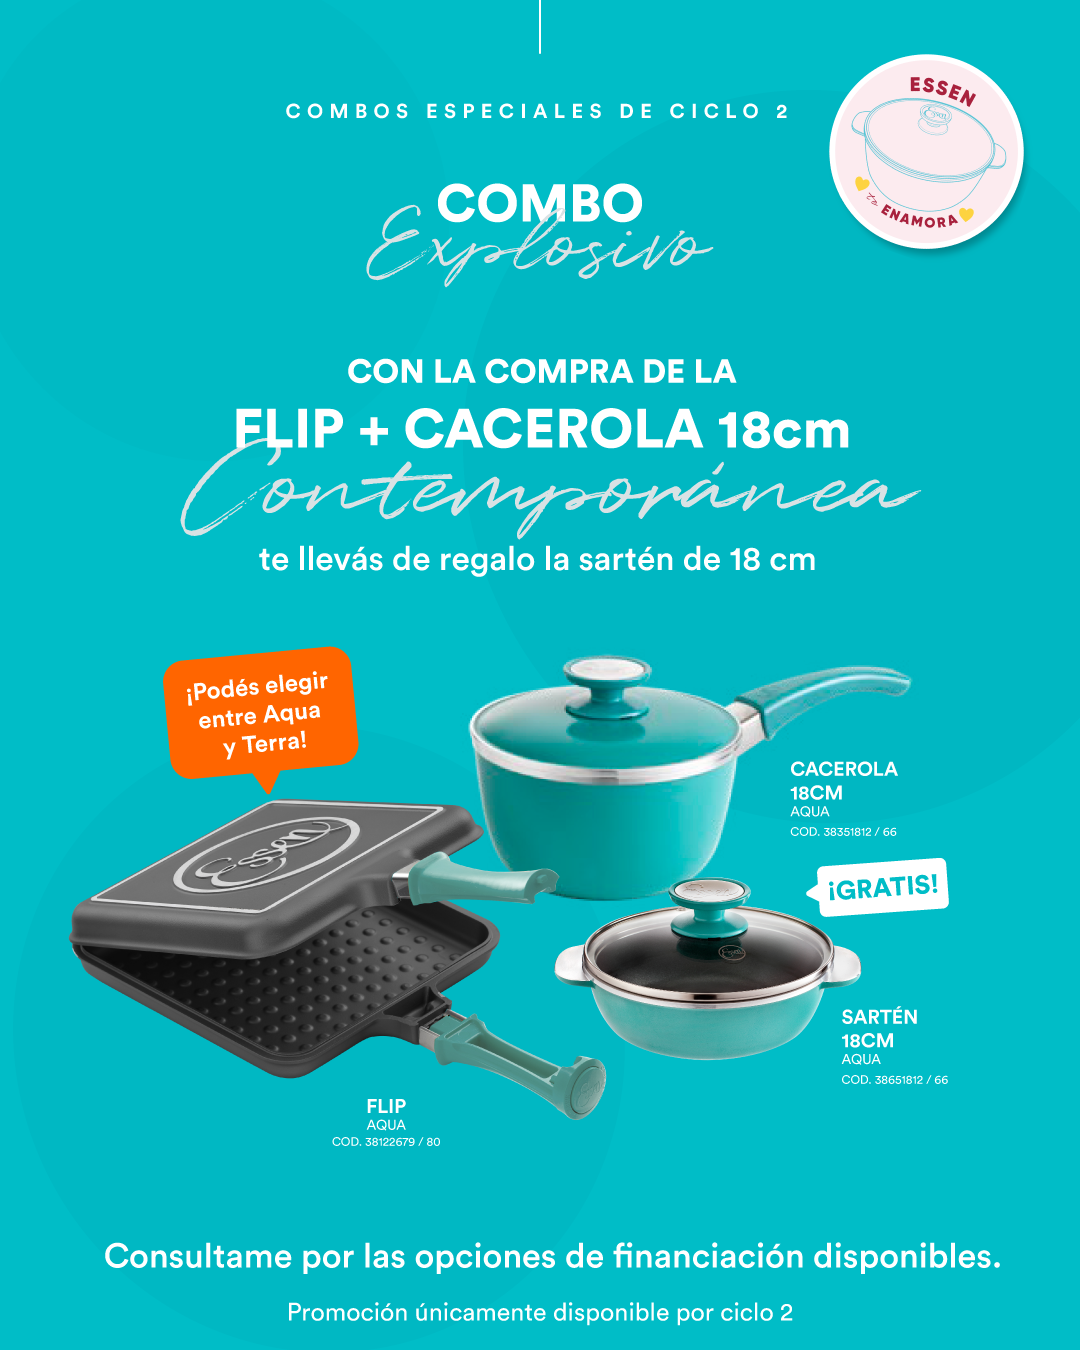 COMBOS ESPECIALES DE CICLO 2
ESSEN
te
ENAMORA
COMBO
Explosivo
CON LA COMPRA DE LA
FLIP + CACEROLA 18cm
Contemporánea
te llevás de regalo la sartén de 18 cm
¡Podés elegir
entre Aqua
y Terra!
CACEROLA
18CM
AQUA
COD. 38351812 / 66
Essen
¡GRATIS!
SARTÉN
18CM
AQUA
COD. 38651812 / 66
FLIP
AQUA
COD. 38122679 / 80
Consultame por las opciones de financiación disponibles.
Promoción únicamente disponible por ciclo 2